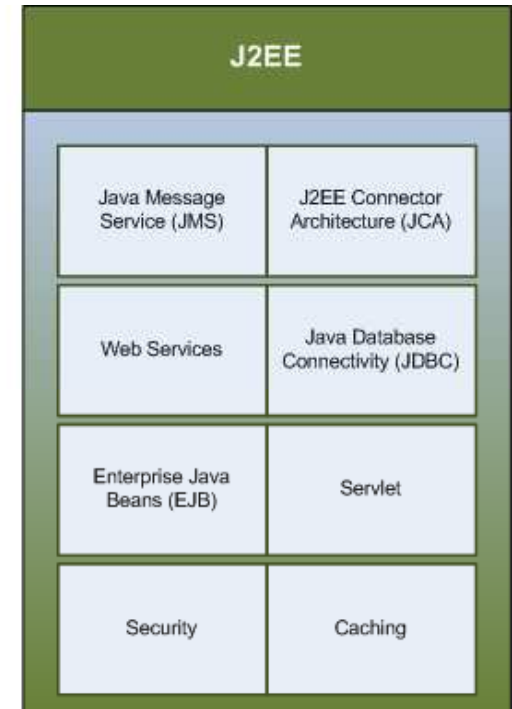 J2EE
Java Message
Service (JMS)
J2EE Connector
Architecture (JCA)
Web Services
Java Database
Connectivity (JDBC)
Enterprise Java
Beans (EJB)
Servlet
Security
Caching